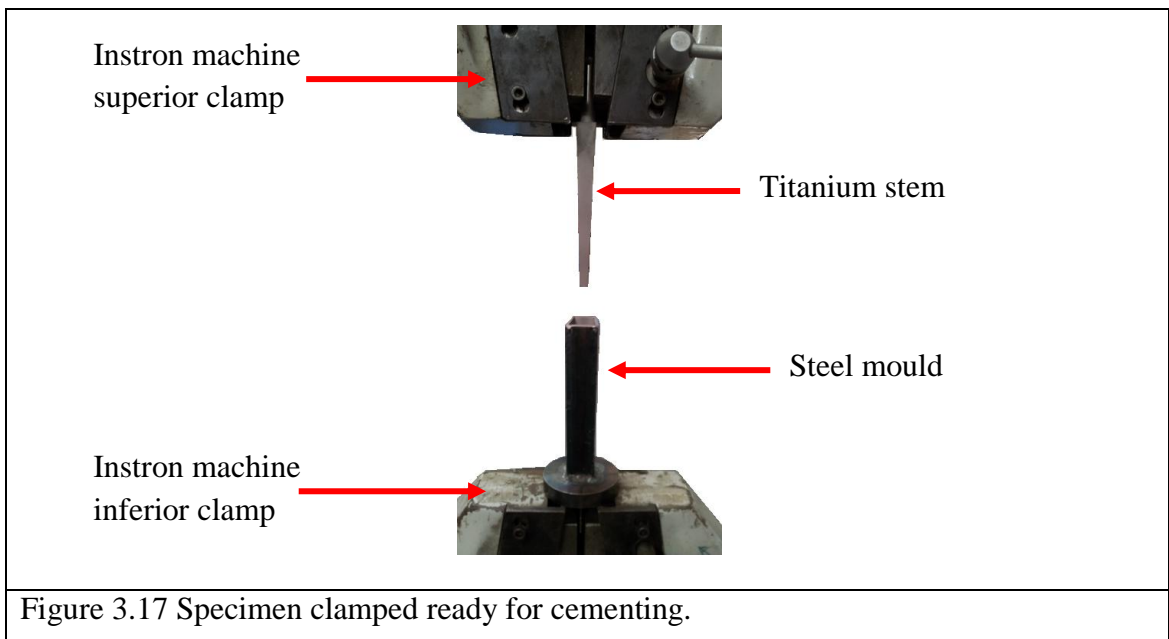 Instron machine
superior clamp
Titanium stem
Steel mould
Instron machine
inferior clamp
Figure 3.17 Specimen clamped ready for cementing.